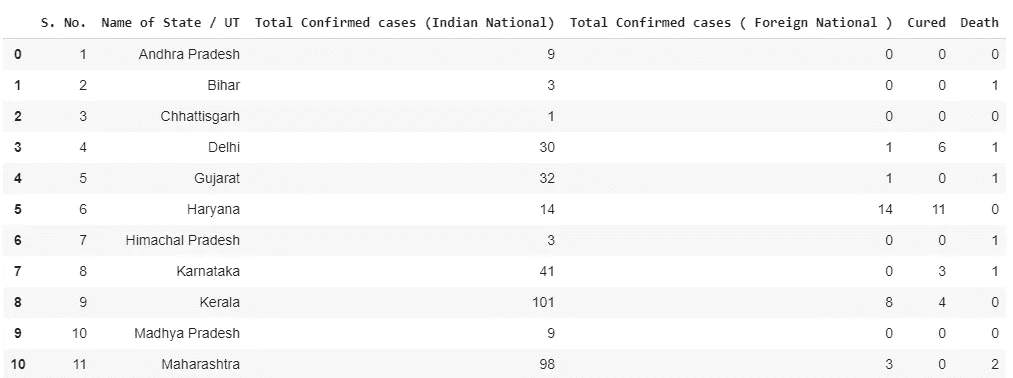 S. No. Name of State / UT Total Confirmed cases (Indian National) Total Confirmed cases ( Foreign National ) Cured Death
0 1 Andhra Pradesh 9 0 0 0
1 2 Bihar 3 0 0 1
2 3 Chhattisgarh 1 0 0 0
3 4 Delhi 30 1 6 1
4 5 Gujarat 32 1 0 1
5 6 Haryana 14 14 11 0
6 7 Himachal Pradesh 3 0 0 1
7 8 Karnataka 41 0 3 1
8 9 Kerala 101 8 4 0
9 10 Madhya Pradesh 9 0 0 0
10 11 Maharashtra 98 3 0 2